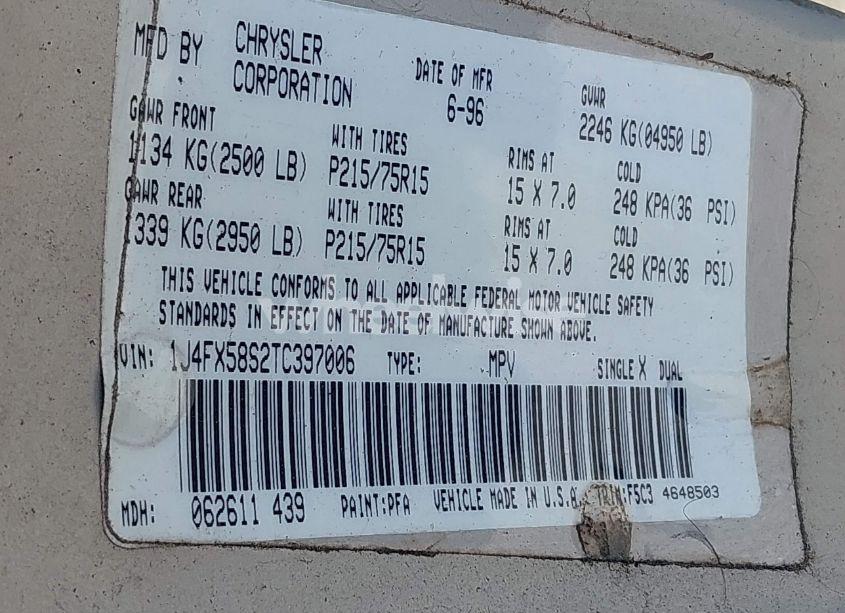 MFD BY CHRYSLER CORPORATION DATE OF MFR 6-96 GVWR 2246 KG(04950 LB)
GAWR FRONT WITH TIRES RIMS AT COLD
1134 KG(2500 LB) P215/75R15 15 X 7.0 248 KPA(36 PSI)
GAWR REAR WITH TIRES RIMS AT COLD
1339 KG(2950 LB) P215/75R15 15 X 7.0 248 KPA(36 PSI)
THIS VEHICLE CONFORMS TO ALL APPLICABLE FEDERAL MOTOR VEHICLE SAFETY
STANDARDS IN EFFECT ON THE DATE OF MANUFACTURE SHOWN ABOVE.
VIN: 1J4FX58S2TC397006 TYPE: MPV SINGLE X DUAL
MDH: 062611 439 PAINT:PFA VEHICLE MADE IN U.S.A. TRIM:F5C3 4648503